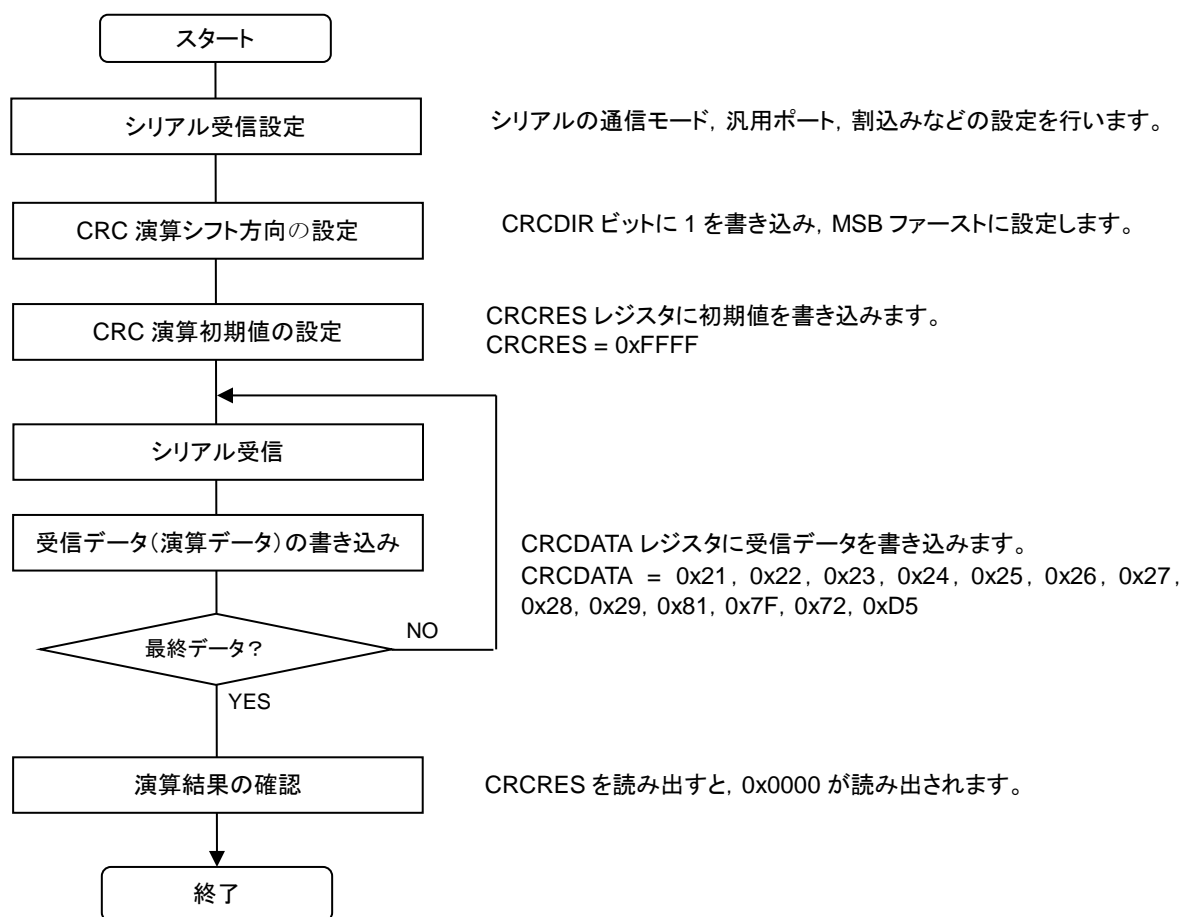 スタート
シリアル受信設定
シリアルの通信モード，汎用ポート，割込みなどの設定を行います。
CRC 演算シフト方向の設定
CRCDIR ビットに 1 を書き込み，MSB ファーストに設定します。
CRC 演算初期値の設定
CRCRES レジスタに初期値を書き込みます。
CRCRES = 0xFFFF
シリアル受信
受信データ（演算データ）の書き込み
CRCDATA レジスタに受信データを書き込みます。
CRCDATA = 0x21，0x22，0x23，0x24，0x25，0x26，0x27，
0x28，0x29，0x81，0x7F，0x72，0xD5
最終データ？
NO
YES
演算結果の確認
CRCRES を読み出すと，0x0000 が読み出されます。
終了